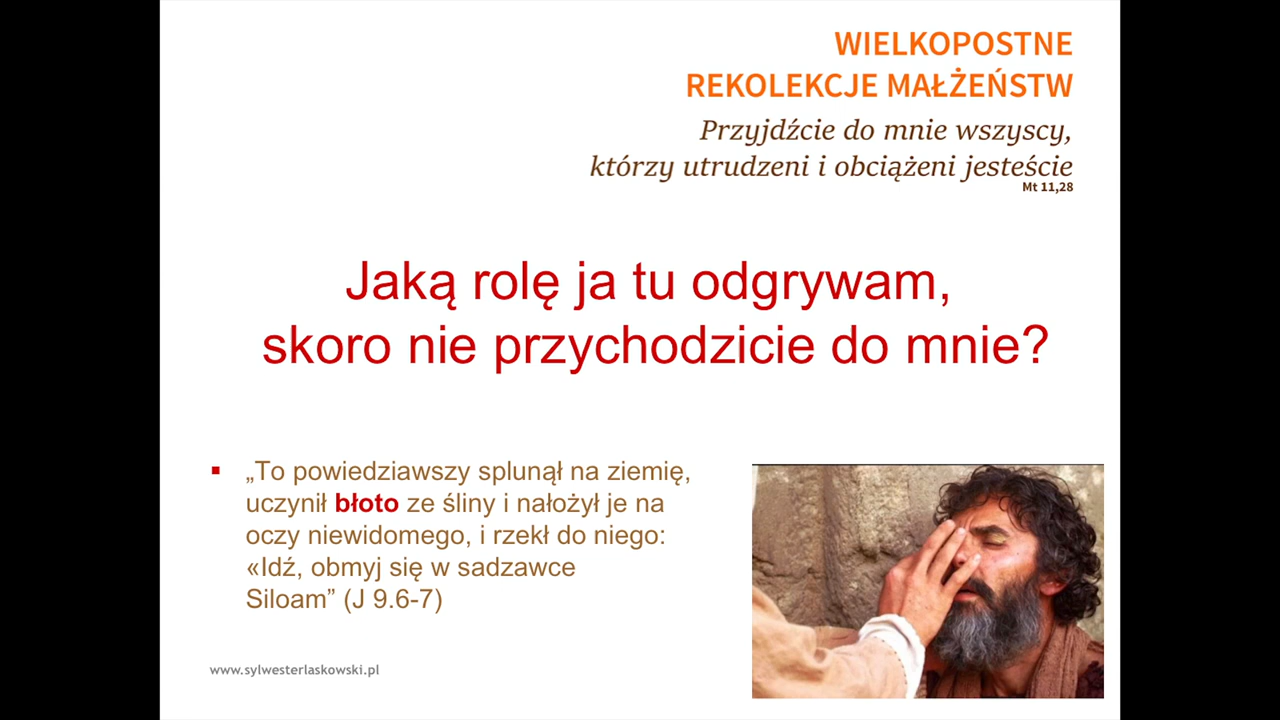 WIELKOPOSTNE
REKOLEKCJE MAŁŻEŃSTW
Przyjdźcie do mnie wszyscy,
którzy utrudzeni i obciążeni jesteście
Mt 11,28
Jaką rolę ja tu odgrywam,
skoro nie przychodzicie do mnie?
▪ „To powiedziawszy splunął na ziemię,
uczynił błoto ze śliny i nałożył je na
oczy niewidomego, i rzekł do niego:
«Idź, obmyj się w sadzawce
Siloam” (J 9.6-7)
www.sylwesterlaskowski.pl